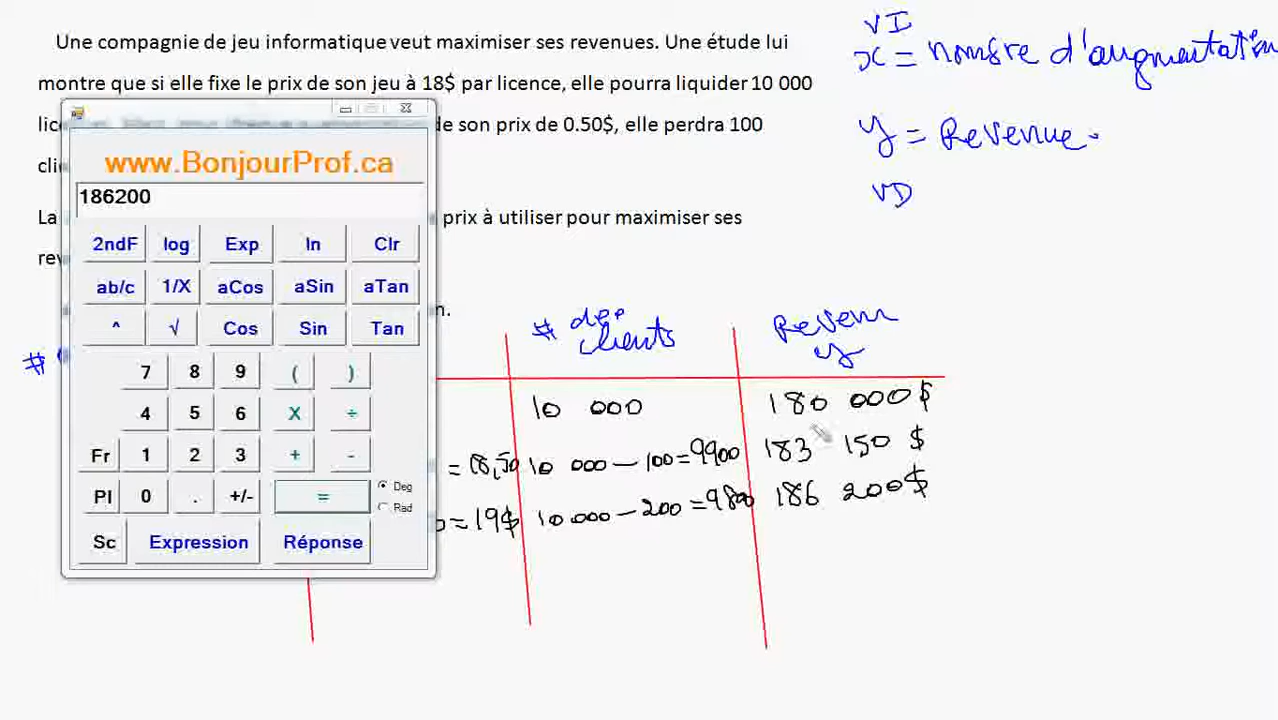 Une compagnie de jeu informatique veut maximiser ses revenues. Une étude lui
montre que si elle fixe le prix de son jeu à 18$ par licence, elle pourra liquider 10 000
lic de son prix de 0.50$, elle perdra 100
clie
La prix à utiliser pour maximiser ses
rev
n.
VI
x = nombre d'augmentation
y = Revenue
VD
www.BonjourProf.ca
186200
2ndF log Exp ln Clr
ab/c 1/X aCos aSin aTan
^ √ Cos Sin Tan
7 8 9 ( )
4 5 6 X ÷
Fr 1 2 3 + -
PI 0 . +/- = Deg
Rad
Sc Expression Réponse
# # des clients Revenu y
10 000 180 000$
= 18,50 10 000 - 100 = 9900 183 150 $
= 19$ 10 000 - 200 = 9800 186 200$